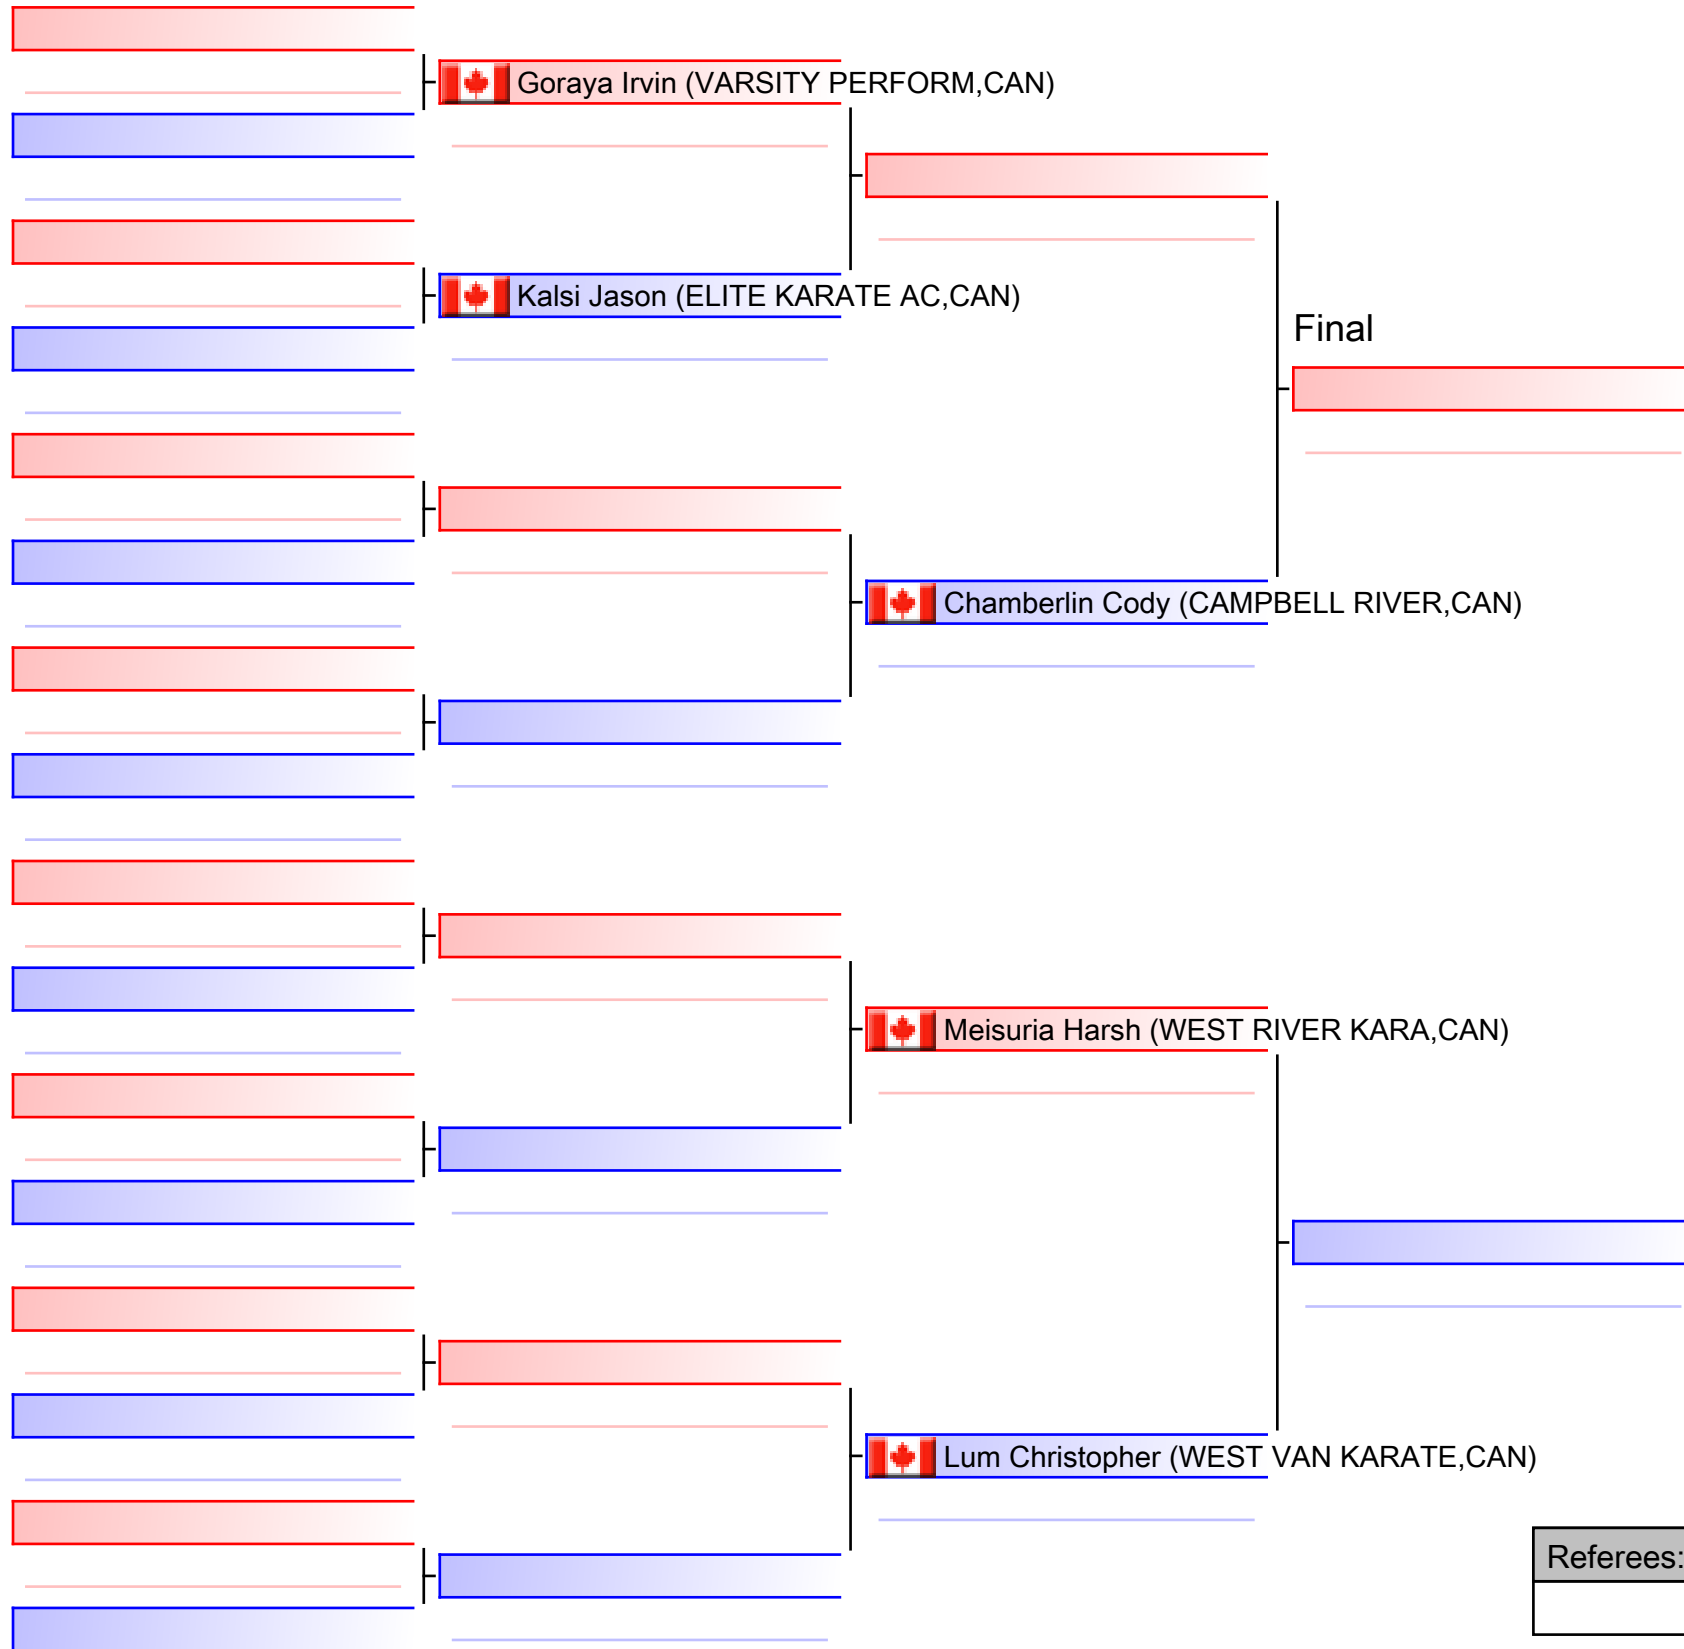 Goraya Irvin (VARSITY PERFORM,CAN)
Kalsi Jason (ELITE KARATE AC,CAN)
Final
Chamberlin Cody (CAMPBELL RIVER,CAN)
Meisuria Harsh (WEST RIVER KARA,CAN)
Lum Christopher (WEST VAN KARATE,CAN)
Referees: